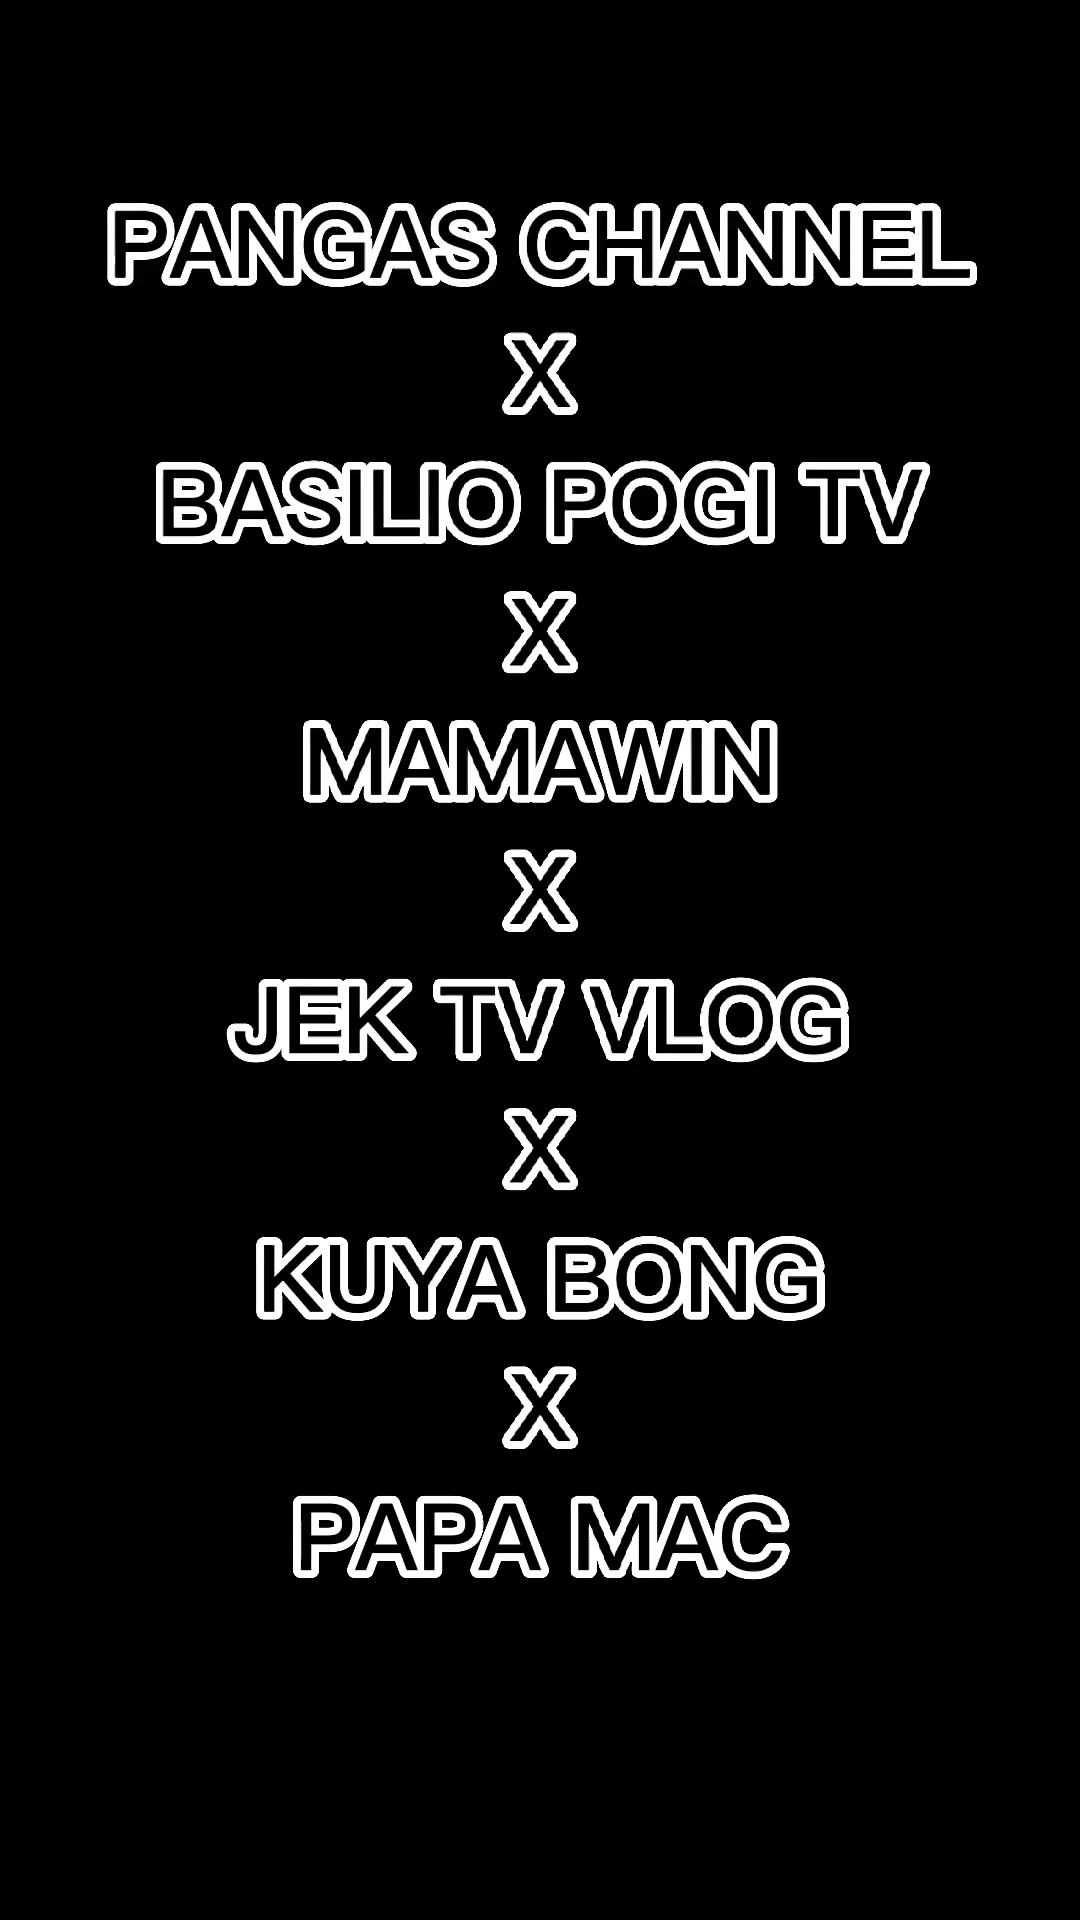 PANGAS CHANNEL
X
BASILIO POGI TV
X
MAMAWIN
X
JEK TV VLOG
X
KUYA BONG
X
PAPA MAC